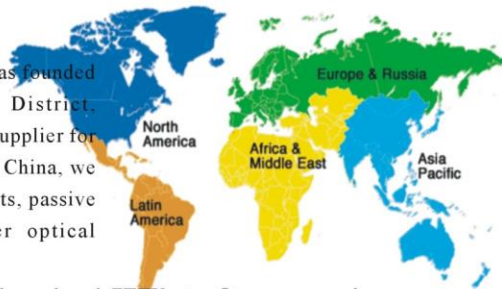 as founded
District,
upplier for
China, we
ts, passive
er optical
North
America
Latin
America
Europe & Russia
Africa &
Middle East
Asia
Pacific